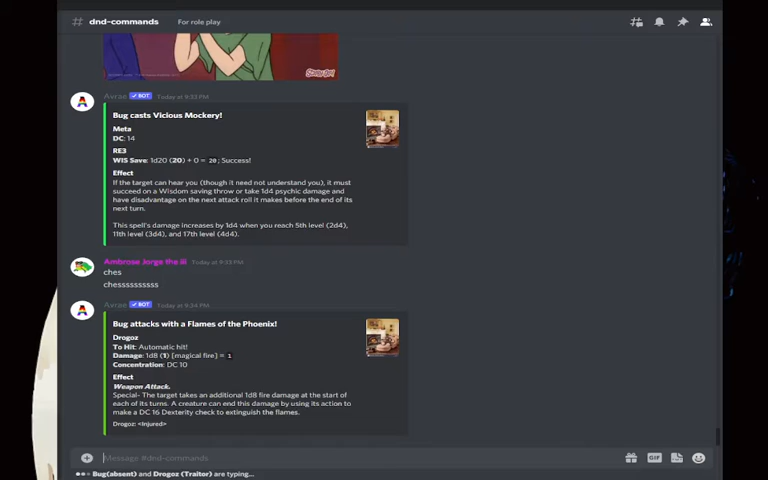 # dnd-commands For role play
SCOOBY-DOO!
Avrae ✓ BOT Today at 9:33 PM
Bug casts Vicious Mockery!
Meta
DC: 14
RE3
WIS Save: 1d20 (20) + 0 = 20; Success!
Effect
If the target can hear you (though it need not understand you), it must
succeed on a Wisdom saving throw or take 1d4 psychic damage and
have disadvantage on the next attack roll it makes before the end of its
next turn.
This spell's damage increases by 1d4 when you reach 5th level (2d4),
11th level (3d4), and 17th level (4d4).
Ambrose Jorge the iii Today at 9:33 PM
ches
chessssssssss
Avrae ✓ BOT Today at 9:34 PM
Bug attacks with a Flames of the Phoenix!
Drogoz
To Hit: Automatic hit!
Damage: 1d8 (1) [magical fire] = 1
Concentration: DC 10
Effect
Weapon Attack.
Special- The target takes an additional 1d8 fire damage at the start of
each of its turns. A creature can end this damage by using its action to
make a DC 16 Dexterity check to extinguish the flames.
Drogoz: <Injured>
Message #dnd-commands
GIF
Bug(absent) and Drogoz (Traitor) are typing...